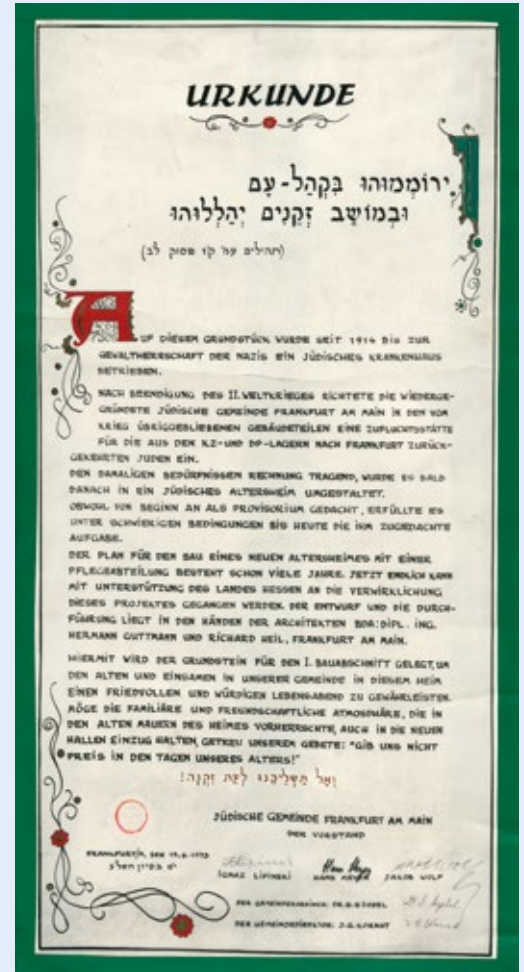 URKUNDE
ירוֹמְמוּהוּ בִּקְהַל-עָם
וּבְמוֹשַׁב זְקֵנִים יְהַלְלוּהוּ
(תהילים עמ' קז פסוק לב)
AUF DIESEM GRUNDSTÜCK WURDE SEIT 1914 BIS ZUR
GEWALTHERRSCHAFT DER NAZIS EIN JÜDISCHES KRANKENHAUS
BETRIEBEN.
NACH BEENDIGUNG DES II. WELTKRIEGES RICHTETE DIE WIEDERGE-
GRÜNDETE JÜDISCHE GEMEINDE FRANKFURT AM MAIN IN DEN VOM
KRIEG ÜBRIGGEBLIEBENEN GEBÄUDETEILEN EINE ZUFLUCHTSSTÄTTE
FÜR DIE AUS DEN KZ-UND DP-LAGERN NACH FRANKFURT ZURÜCK-
GEKEHRTEN JUDEN EIN.
DEN DAMALIGEN BEDÜRFNISSEN RECHNUNG TRAGEND, WURDE ES BALD
DANACH IN EIN JÜDISCHES ALTERSHEIM UMGESTALTET.
OBWOHL VON BEGINN AN ALS PROVISORIUM GEDACHT, ERFÜLLTE ES
UNTER SCHWIERIGEN BEDINGUNGEN BIS HEUTE DIE IHM ZUGEDACHTE
AUFGABE.
DER PLAN FÜR DEN BAU EINES NEUEN ALTERSHEIMES MIT EINER
PFLEGEABTEILUNG BESTEHT SCHON VIELE JAHRE. JETZT ENDLICH KANN
MIT UNTERSTÜTZUNG DES LANDES HESSEN AN DIE VERWIRKLICHUNG
DIESES PROJEKTES GEGANGEN WERDEN. DER ENTWURF UND DIE DURCH-
FÜHRUNG LIEGT IN DEN HÄNDEN DER ARCHITEKTEN BDA: DIPL. ING.
HERMANN GUTTMANN UND RICHARD HEIL, FRANKFURT AM MAIN.
HIERMIT WIRD DER GRUNDSTEIN FÜR DEN I. BAUABSCHNITT GELEGT, UM
DEN ALTEN UND EINSAMEN IN UNSERER GEMEINDE IN DIESEM HEIM
EINEN FRIEDVOLLEN UND WÜRDIGEN LEBENSABEND ZU GEWÄHRLEISTEN.
MÖGE DIE FAMILIÄRE UND FREUNDSCHAFTLICHE ATMOSPHÄRE, DIE IN
DEN ALTEN MAUERN DES HEIMES VORHERRSCHTE, AUCH IN DIE NEUEN
HALLEN EINZUG HALTEN, GETREU UNSEREM GEBETE: "GIB UNS NICHT
PREIS IN DEN TAGEN UNSERES ALTERS!"
וְאַל תַּשְׁלִיכֵנוּ לְעֵת זִקְנָה!
JÜDISCHE GEMEINDE FRANKFURT AM MAIN
DER VORSTAND
FRANKFURT/M, DEN
IGNAZ LIPINSKI HANS MEYER JAKOB WOLF
DER GEMEINDEDIREKTOR: